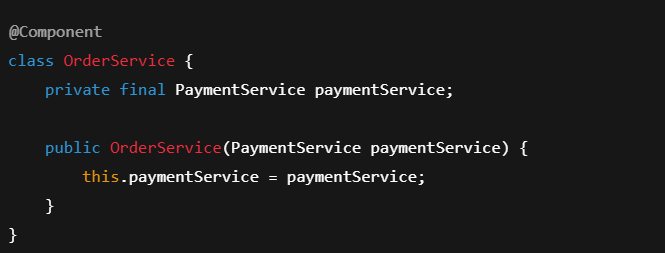 @Component
class OrderService {
    private final PaymentService paymentService;

    public OrderService(PaymentService paymentService) {
        this.paymentService = paymentService;
    }
}